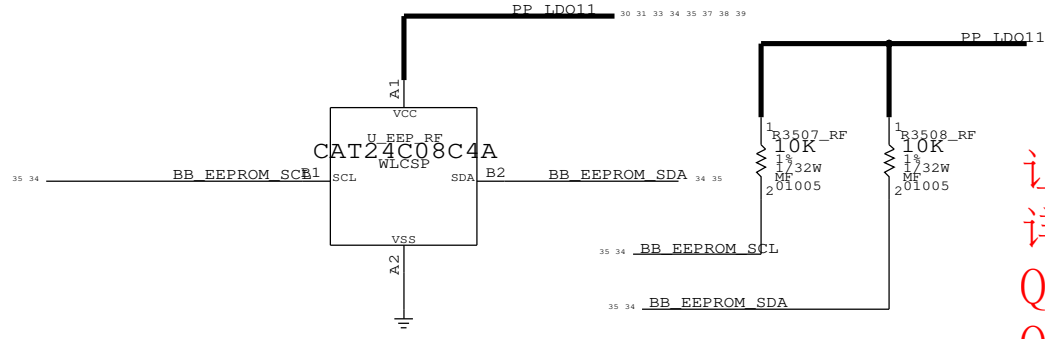 PP_LDO11 30 31 33 34 35 37 38 39
PP_LDO11
A1
VCC
U_EEP_RF
CAT24C08C4A
WLCSP
35 34 BB_EEPROM_SCL B1 SCL
SDA B2 BB_EEPROM_SDA 34 35
VSS
A2
1 R3507_RF
10K
1%
1/32W
MF
2 01005
1 R3508_RF
10K
1%
1/32W
MF
2 01005
35 34 BB_EEPROM_SCL
35 34 BB_EEPROM_SDA
Q